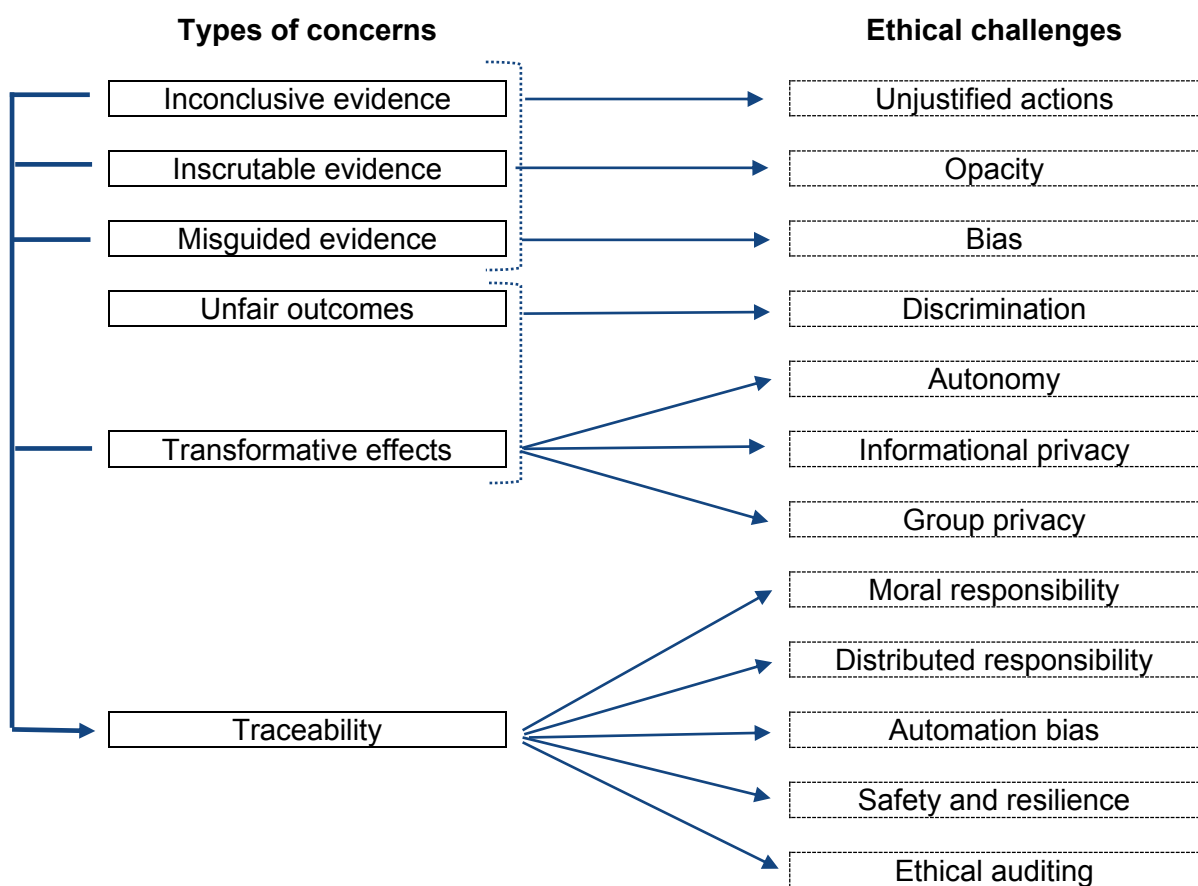 Types of concerns
Ethical challenges
Inconclusive evidence
Unjustified actions
Inscrutable evidence
Opacity
Misguided evidence
Bias
Unfair outcomes
Discrimination
Autonomy
Transformative effects
Informational privacy
Group privacy
Moral responsibility
Distributed responsibility
Traceability
Automation bias
Safety and resilience
Ethical auditing